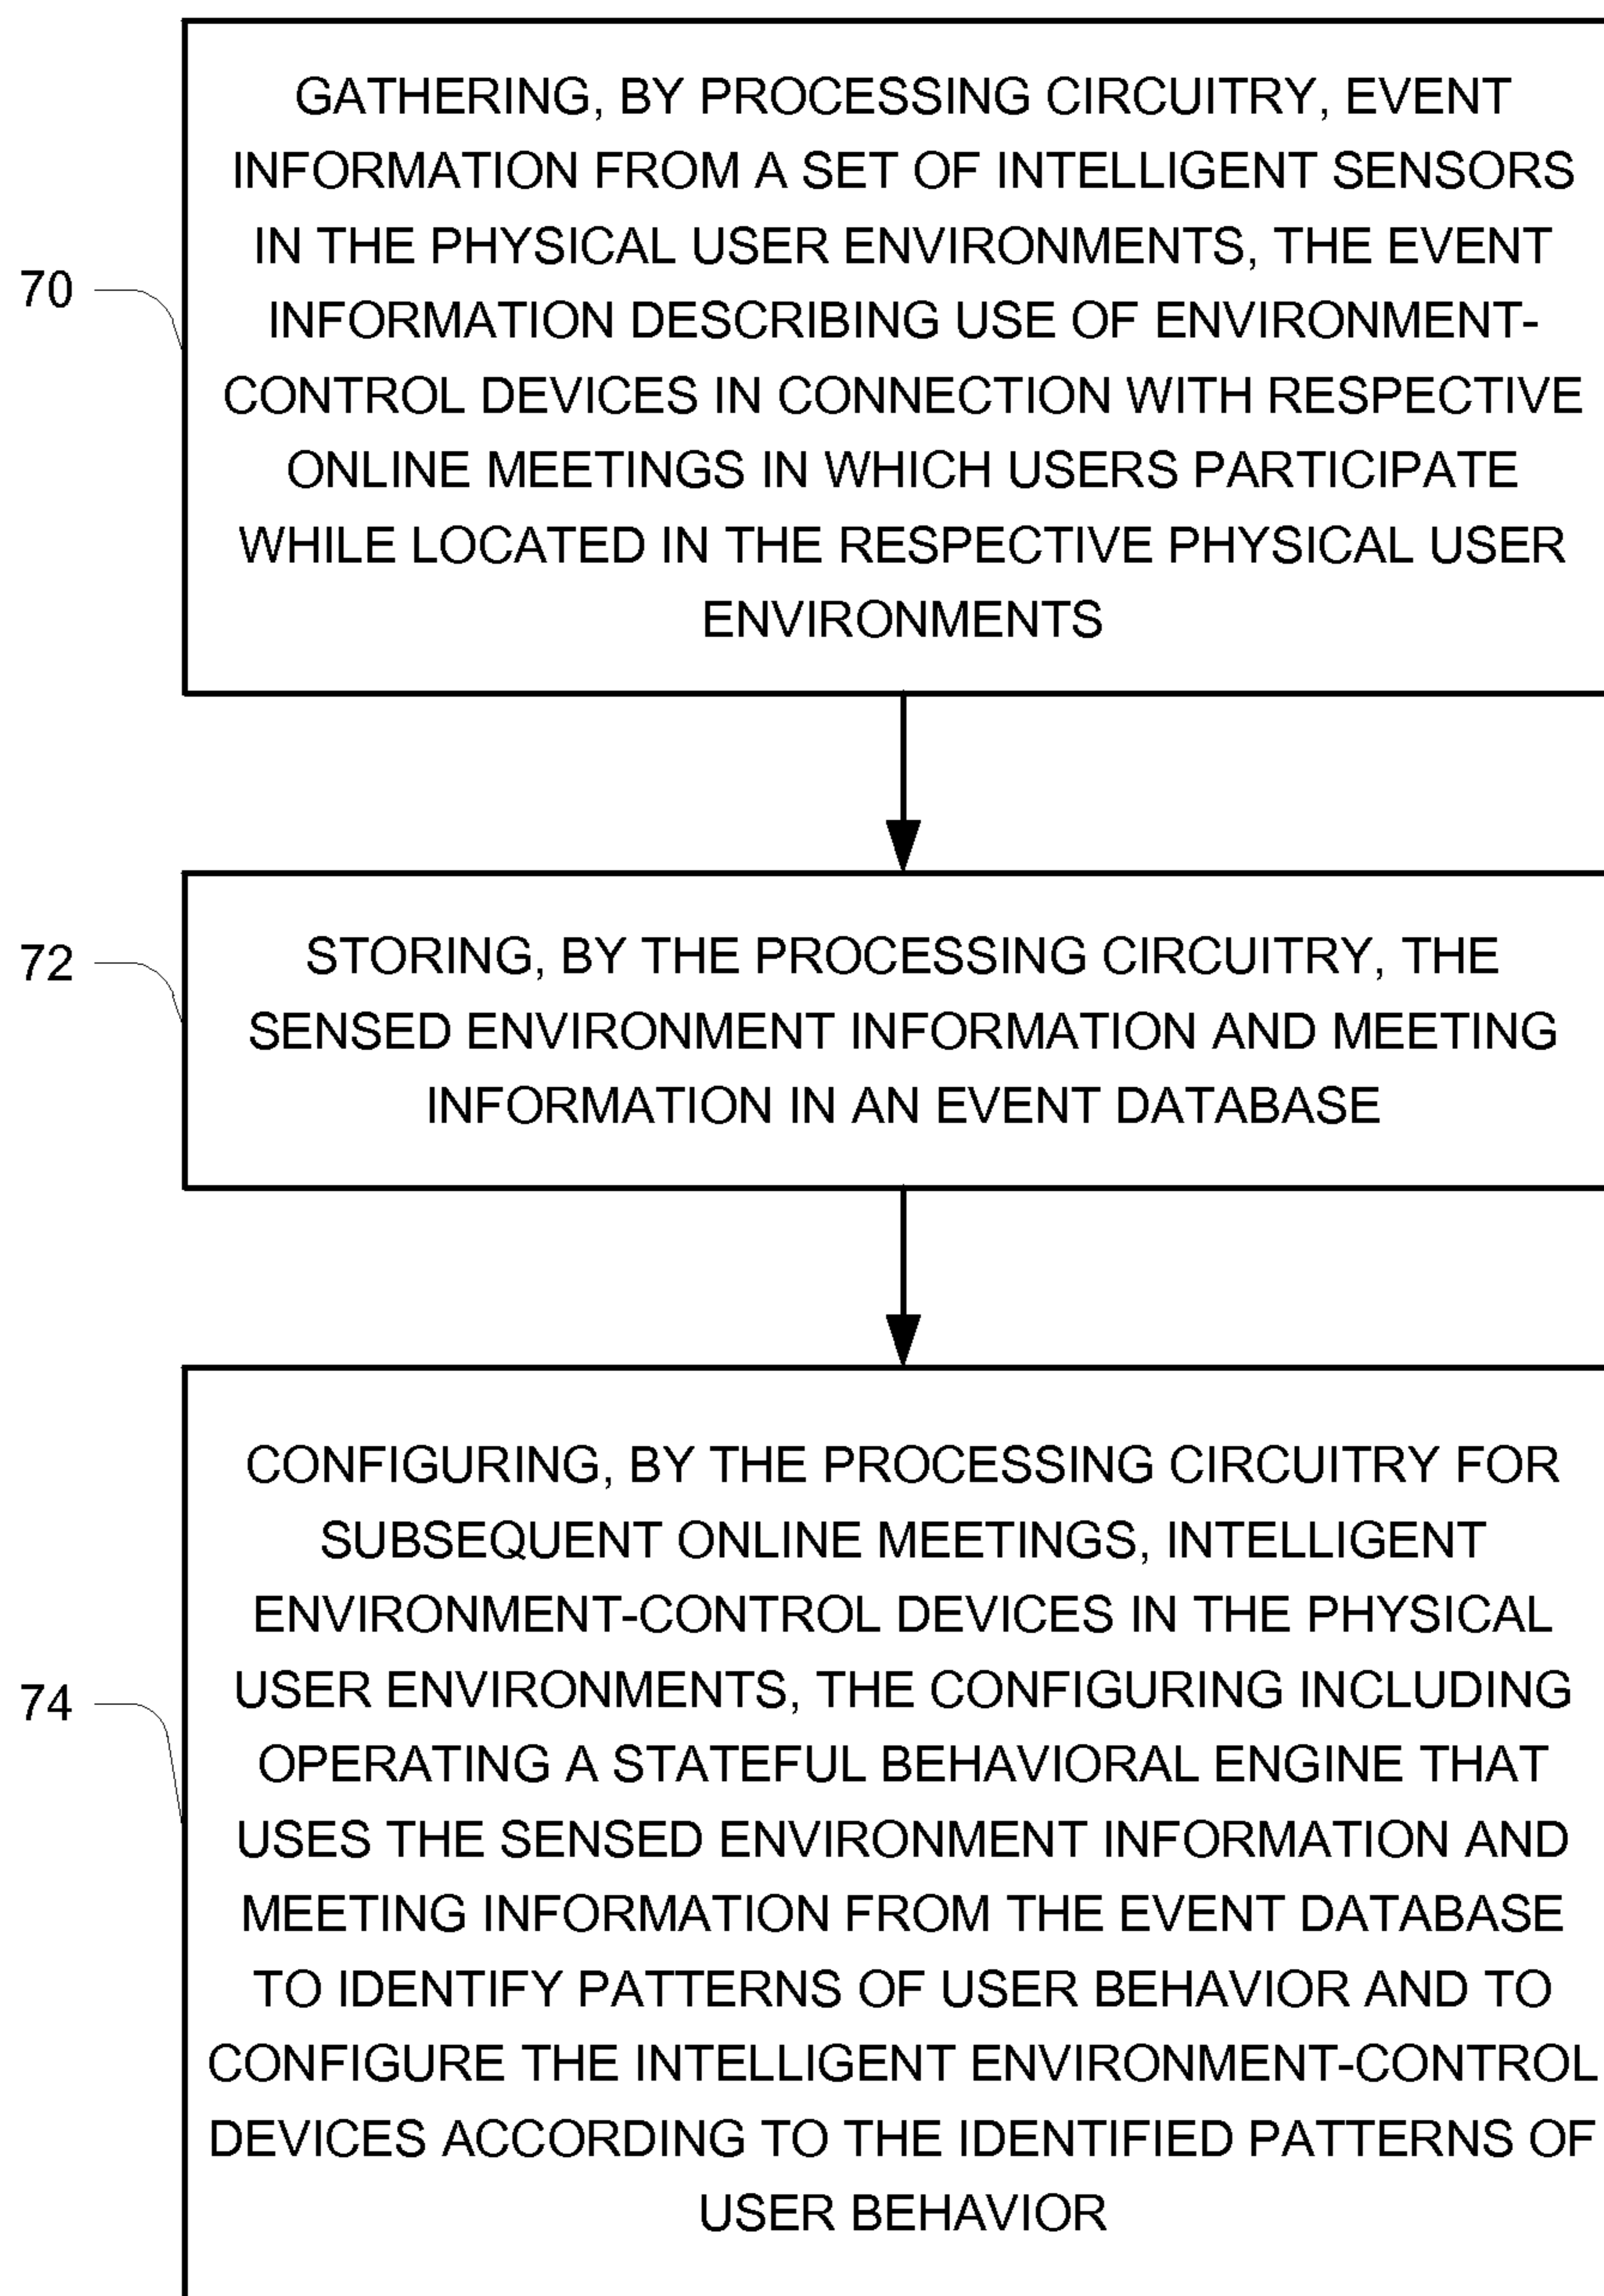 GATHERING, BY PROCESSING CIRCUITRY, EVENT
INFORMATION FROM A SET OF INTELLIGENT SENSORS
IN THE PHYSICAL USER ENVIRONMENTS, THE EVENT
70
INFORMATION DESCRIBING USE OF ENVIRONMENT-
CONTROL DEVICES IN CONNECTION WITH RESPECTIVE
ONLINE MEETINGS IN WHICH USERS PARTICIPATE
WHILE LOCATED IN THE RESPECTIVE PHYSICAL USER
ENVIRONMENTS
72
STORING, BY THE PROCESSING CIRCUITRY, THE
SENSED ENVIRONMENT INFORMATION AND MEETING
INFORMATION IN AN EVENT DATABASE
CONFIGURING, BY THE PROCESSING CIRCUITRY FOR
SUBSEQUENT ONLINE MEETINGS, INTELLIGENT
ENVIRONMENT-CONTROL DEVICES IN THE PHYSICAL
USER ENVIRONMENTS, THE CONFIGURING INCLUDING
74
OPERATING A STATEFUL BEHAVIORAL ENGINE THAT
USES THE SENSED ENVIRONMENT INFORMATION AND
MEETING INFORMATION FROM THE EVENT DATABASE
TO IDENTIFY PATTERNS OF USER BEHAVIOR AND TO
CONFIGURE THE INTELLIGENT ENVIRONMENT-CONTROL
DEVICES ACCORDING TO THE IDENTIFIED PATTERNS OF
USER BEHAVIOR